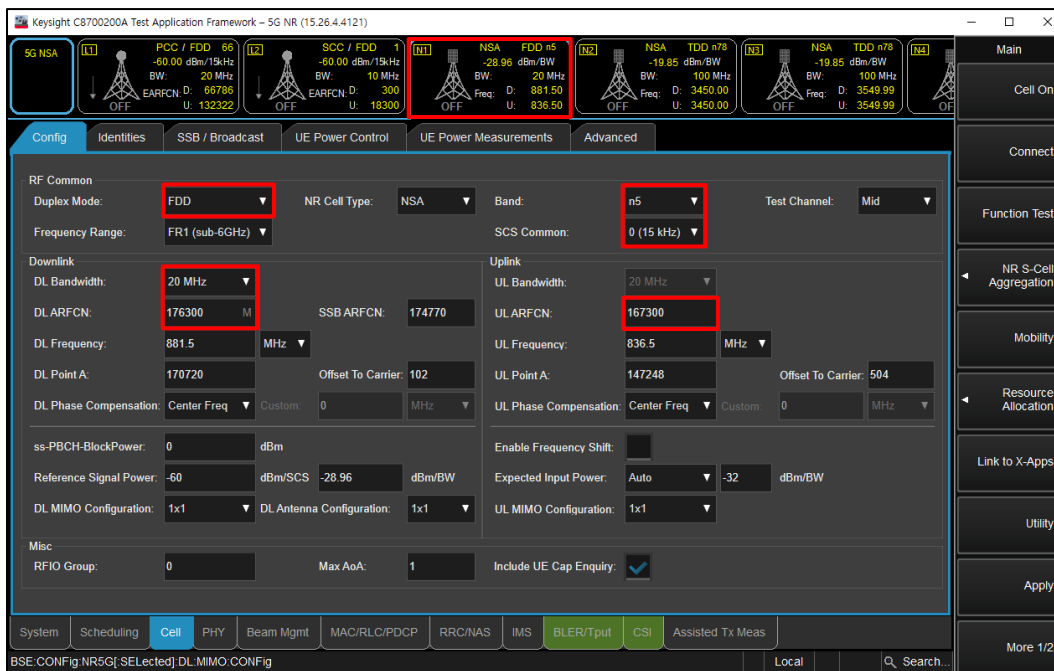 Keysight C8700200A Test Application Framework – 5G NR (15.26.4.4121)
5G NSA
L1 PCC / FDD 66
-60.00 dBm/15kHz
BW: 20 MHz
EARFCN: D: 66786
OFF U: 132322
L2 SCC / FDD 1
-60.00 dBm/15kHz
BW: 10 MHz
EARFCN: D: 300
OFF U: 18300
N1 NSA FDD n5
-28.96 dBm/BW
BW: 20 MHz
Freq: D: 881.50
OFF U: 836.50
N2 NSA TDD n78
-19.85 dBm/BW
BW: 100 MHz
Freq: D: 3450.00
OFF U: 3450.00
N3 NSA TDD n78
-19.85 dBm/BW
BW: 100 MHz
Freq: D: 3549.99
OFF U: 3549.99
N4
Config Identities SSB / Broadcast UE Power Control UE Power Measurements Advanced
RF Common
Duplex Mode: FDD NR Cell Type: NSA Band: n5 Test Channel: Mid
Frequency Range: FR1 (sub-6GHz) SCS Common: 0 (15 kHz)
Downlink
DL Bandwidth: 20 MHz
DL ARFCN: 176300 M SSB ARFCN: 174770
DL Frequency: 881.5 MHz
DL Point A: 170720 Offset To Carrier: 102
DL Phase Compensation: Center Freq Custom: 0 MHz
ss-PBCH-BlockPower: 0 dBm
Reference Signal Power: -60 dBm/SCS -28.96 dBm/BW
DL MIMO Configuration: 1x1 DL Antenna Configuration: 1x1
Uplink
UL Bandwidth: 20 MHz
UL ARFCN: 167300
UL Frequency: 836.5 MHz
UL Point A: 147248 Offset To Carrier: 504
UL Phase Compensation: Center Freq Custom: 0 MHz
Enable Frequency Shift:
Expected Input Power: Auto -32 dBm/BW
UL MIMO Configuration: 1x1
Misc
RFIO Group: 0 Max AoA: 1 Include UE Cap Enquiry:
System Scheduling Cell PHY Beam Mgmt MAC/RLC/PDCP RRC/NAS IMS BLER/Tput CSI Assisted Tx Meas
BSE:CONFig:NR5G[:SELected]:DL:MIMO:CONFig Local Search...
Main
Cell On
Connect
Function Test
NR S-Cell
Aggregation
Mobility
Resource
Allocation
Link to X-Apps
Utility
Apply
More 1/2